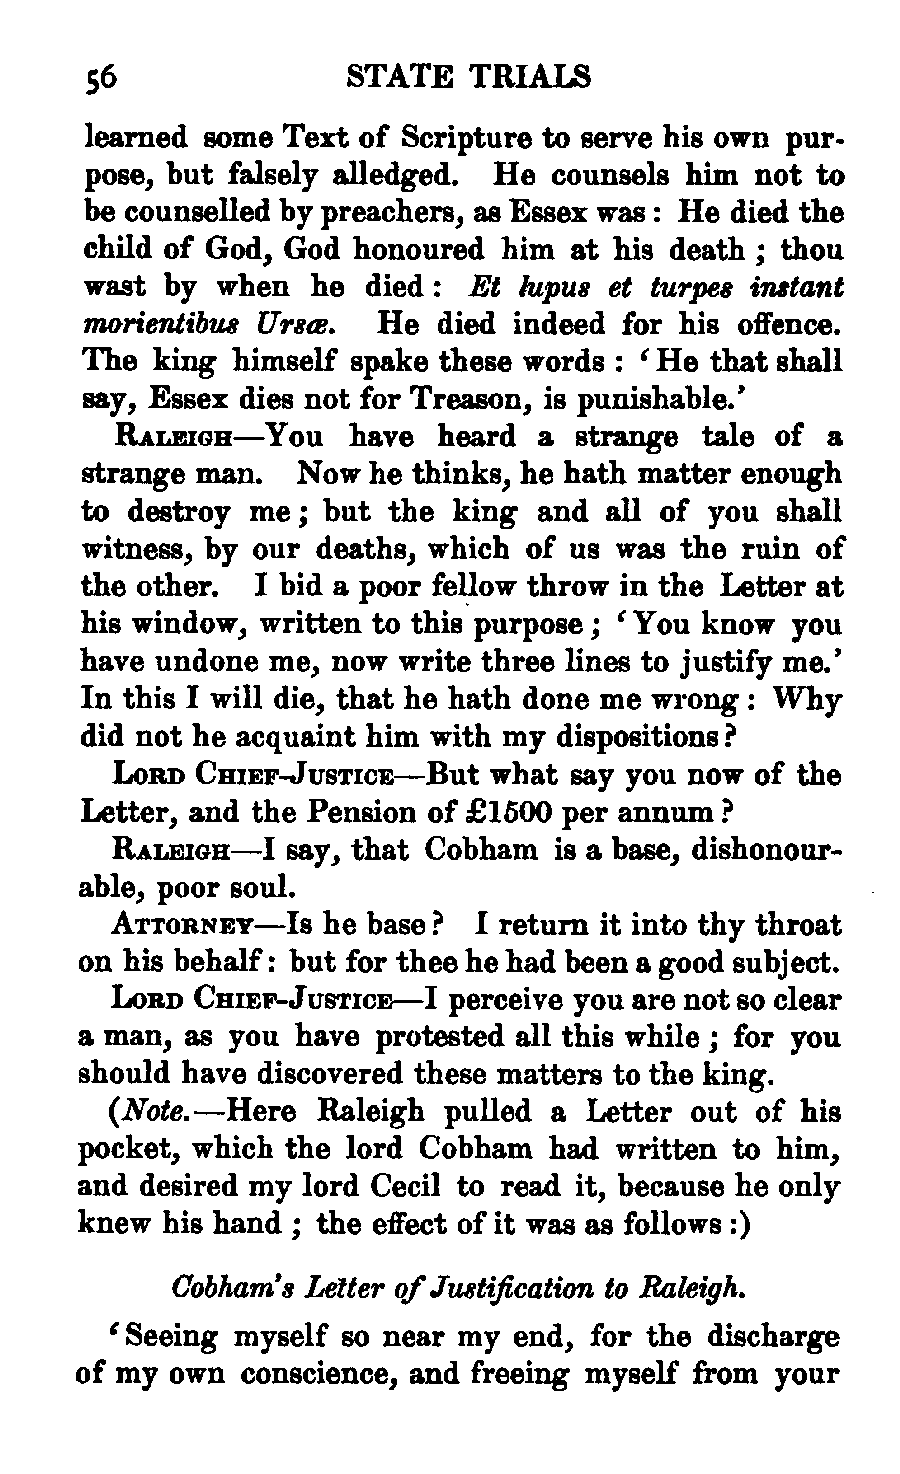 56 STATE TRIALS
learned some Text of Scripture to serve his own pur-
pose, but falsely alledged. He counsels him not to
be counselled by preachers, as Essex was: He died the
child of God, God honoured him at his death; thou
wast by when he died: Et lupus et turpes instant
morientibus Ursæ. He died indeed for his offence.
The king himself spake these words: ‘He that shall
say, Essex dies not for Treason, is punishable.’
RALEIGH—You have heard a strange tale of a
strange man. Now he thinks, he hath matter enough
to destroy me; but the king and all of you shall
witness, by our deaths, which of us was the ruin of
the other. I bid a poor fellow throw in the Letter at
his window, written to this purpose; ‘You know you
have undone me, now write three lines to justify me.’
In this I will die, that he hath done me wrong: Why
did not he acquaint him with my dispositions?
LORD CHIEF-JUSTICE—But what say you now of the
Letter, and the Pension of £1500 per annum?
RALEIGH—I say, that Cobham is a base, dishonour-
able, poor soul.
ATTORNEY—Is he base? I return it into thy throat
on his behalf: but for thee he had been a good subject.
LORD CHIEF-JUSTICE—I perceive you are not so clear
a man, as you have protested all this while; for you
should have discovered these matters to the king.
(Note.—Here Raleigh pulled a Letter out of his
pocket, which the lord Cobham had written to him,
and desired my lord Cecil to read it, because he only
knew his hand; the effect of it was as follows:)
Cobham's Letter of Justification to Raleigh.
‘Seeing myself so near my end, for the discharge
of my own conscience, and freeing myself from your